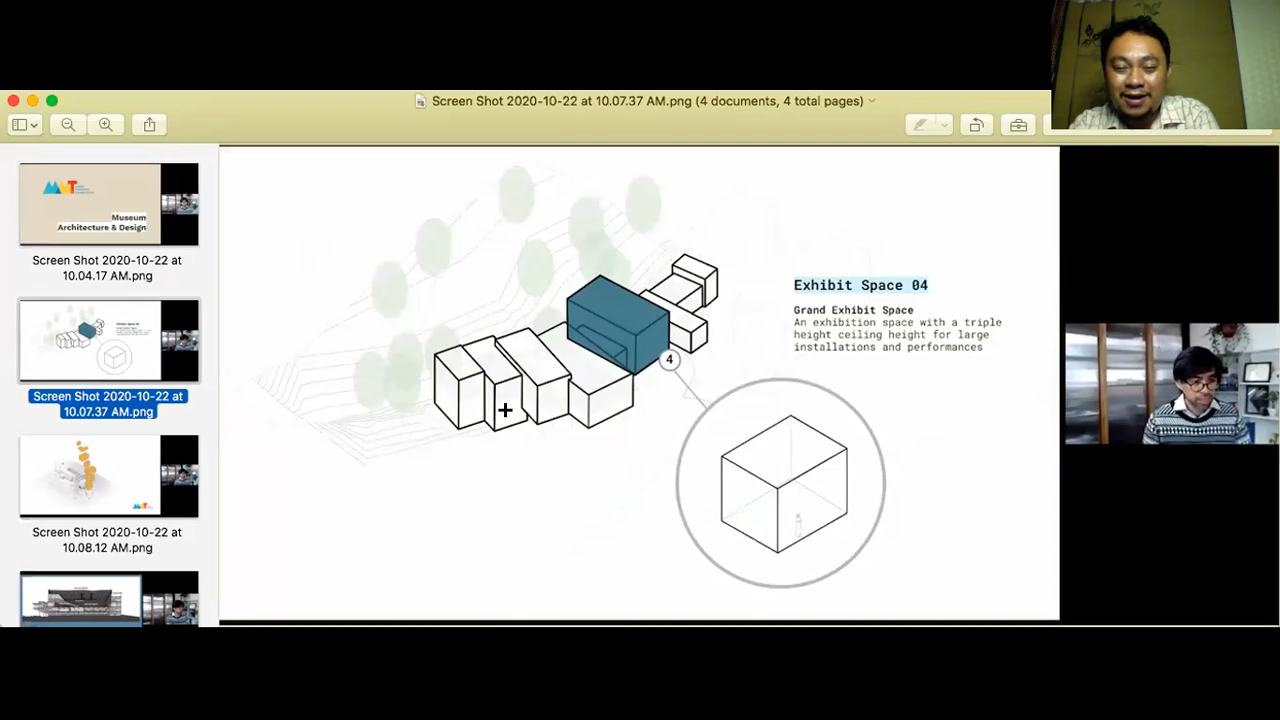 Screen Shot 2020-10-22 at 10.07.37 AM.png (4 documents, 4 total pages)
Museum
Architecture & Design
Screen Shot 2020-10-22 at
10.04.17 AM.png
Screen Shot 2020-10-22 at
10.07.37 AM.png
Screen Shot 2020-10-22 at
10.08.12 AM.png
Exhibit Space 04
Grand Exhibit Space
An exhibition space with a triple
height ceiling height for large
installations and performances
4